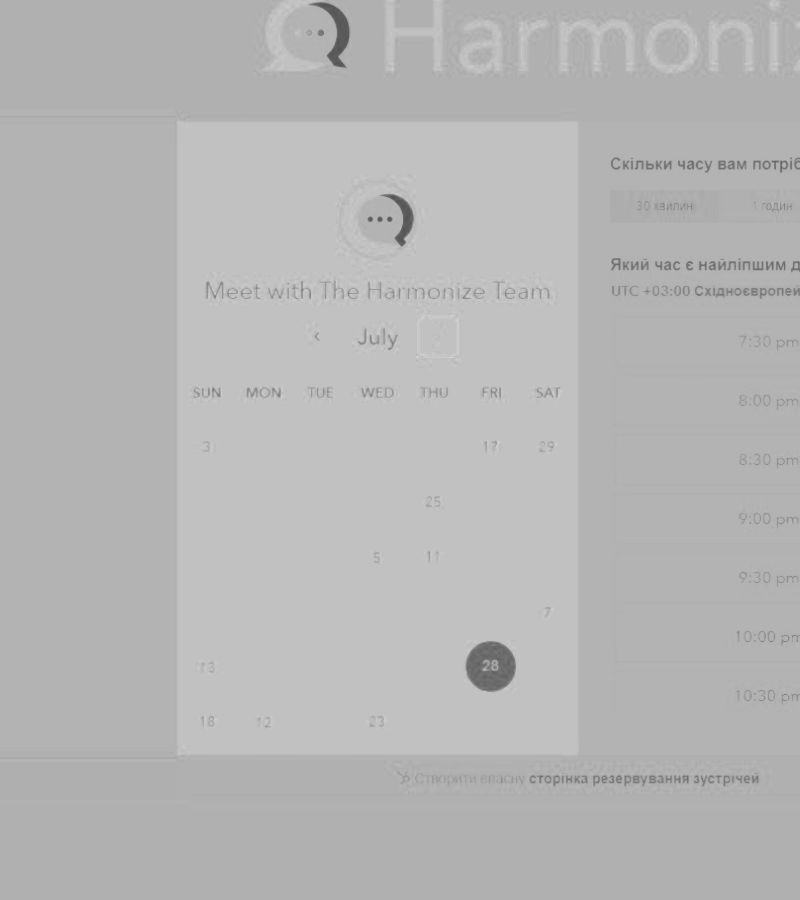 Harmoniz
Meet with The Harmonize Team
‹ July
SUN MON TUE WED THU FRI SAT
3 17 29
25
5 11
7
13 28
18 12 23
Скільки часу вам потріб
30 хвилин 1 годин
Який час є найліпшим д
UTC +03:00 Східноєвропей
7:30 pm
8:00 pm
8:30 pm
9:00 pm
9:30 pm
10:00 pm
10:30 pm
Створити власну сторінка резервування зустрічей